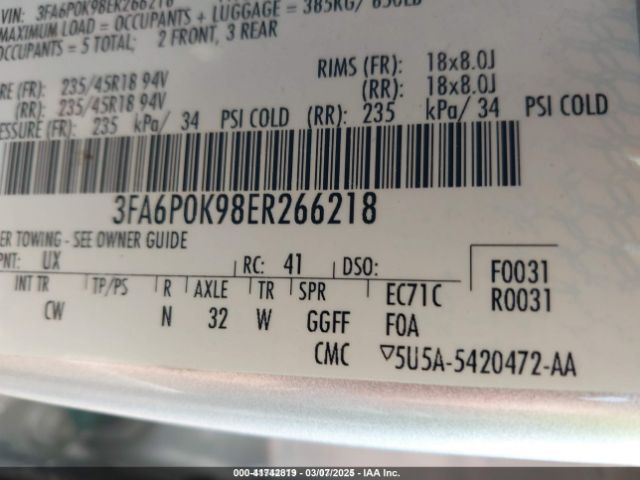 VIN: 3FA6P0K98ER266218
MAXIMUM LOAD = OCCUPANTS + LUGGAGE = 385KG/ 850LB
OCCUPANTS = 5 TOTAL; 2 FRONT, 3 REAR
RE (FR): 235/45R18 94V RIMS (FR): 18x8.0J
(RR): 235/45R18 94V (RR): 18x8.0J
ESSURE (FR): 235 kPa/ 34 PSI COLD (RR): 235 kPa/ 34 PSI COLD
3FA6P0K98ER266218
ER TOWING - SEE OWNER GUIDE
PNT: UX RC: 41 DSO: F0031
INT TR TP/PS R AXLE TR SPR EC71C R0031
CW N 32 W GGFF F0A
CMC ▽5U5A-5420472-AA
000-41742819 - 03/07/2025 - IAA Inc.